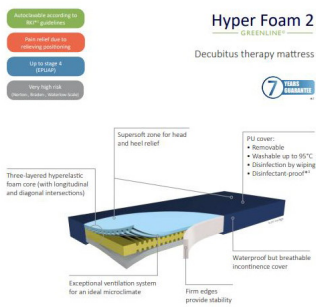 Autoclavable according to
RKI*¹ guidelines
Pain relief due to
relieving positioning
Up to stage 4
(EPUAP)
Very high risk
(Norton, Braden, Waterlow-Scale)
Hyper Foam 2
GREENLINE®
Decubitus therapy mattress
7 YEARS
GUARANTEE
Supersoft zone for head
and heel relief
PU cover:
• Removable
• Washable up to 95°C
• Disinfection by wiping
• Disinfectant-proof*²
Three-layered hyperelastic
foam core (with longitudinal
and diagonal intersections)
Waterproof but breathable
incontinence cover
Exceptional ventilation system
for an ideal microclimate
Firm edges
provide stability